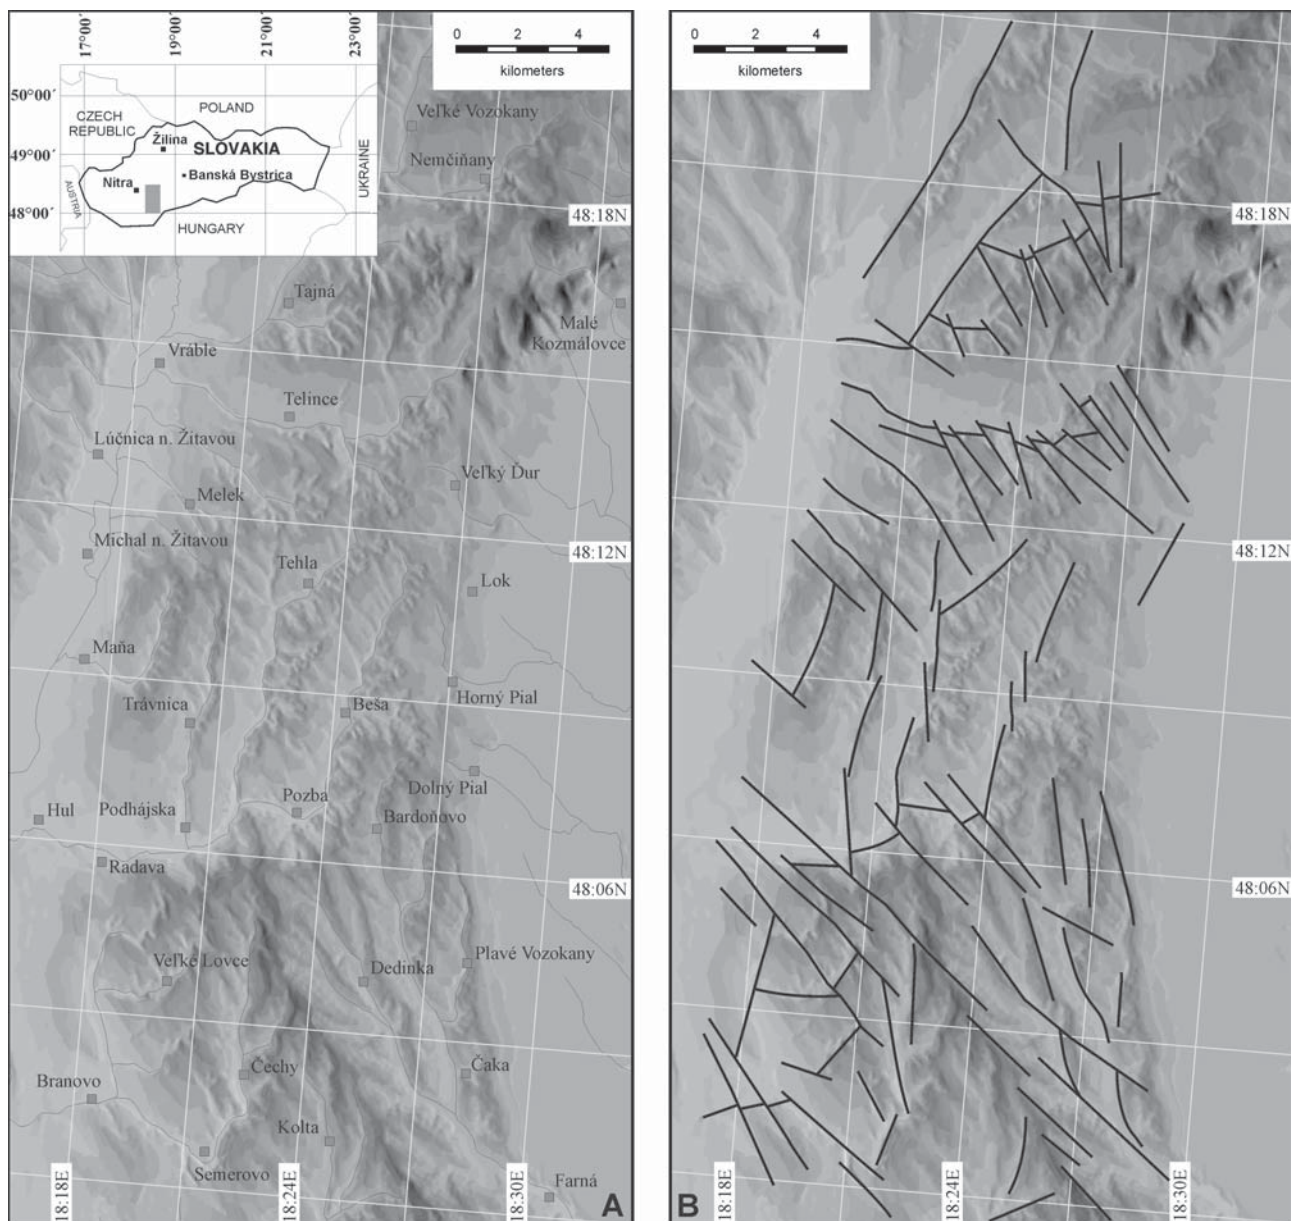 17°00'
19°00'
21°00'
23°00'
50°00'
49°00'
48°00'
POLAND
CZECH
REPUBLIC
Žilina
SLOVAKIA
Nitra
Banská Bystrica
AUSTRIA
UKRAINE
HUNGARY
0 2 4
kilometers
Veľké Vozokany
Nemčiňany
48:18N
Tajná
Malé
Kozmálovce
Vráble
Telince
Lúčnica n. Žitavou
Veľký Ďur
Melek
Michal n. Žitavou
48:12N
Tehla
Lok
Maňa
Trávnica
Beša
Horný Pial
Dolný Pial
Hul
Podhájska
Pozba
Bardoňovo
Radava
48:06N
Veľké Lovce
Dedinka
Plavé Vozokany
Čechy
Čaka
Branovo
Kolta
Semerovo
Farná
18:18E
18:24E
18:30E
A
0 2 4
kilometers
48:18N
48:12N
48:06N
18:18E
18:24E
18:30E
B